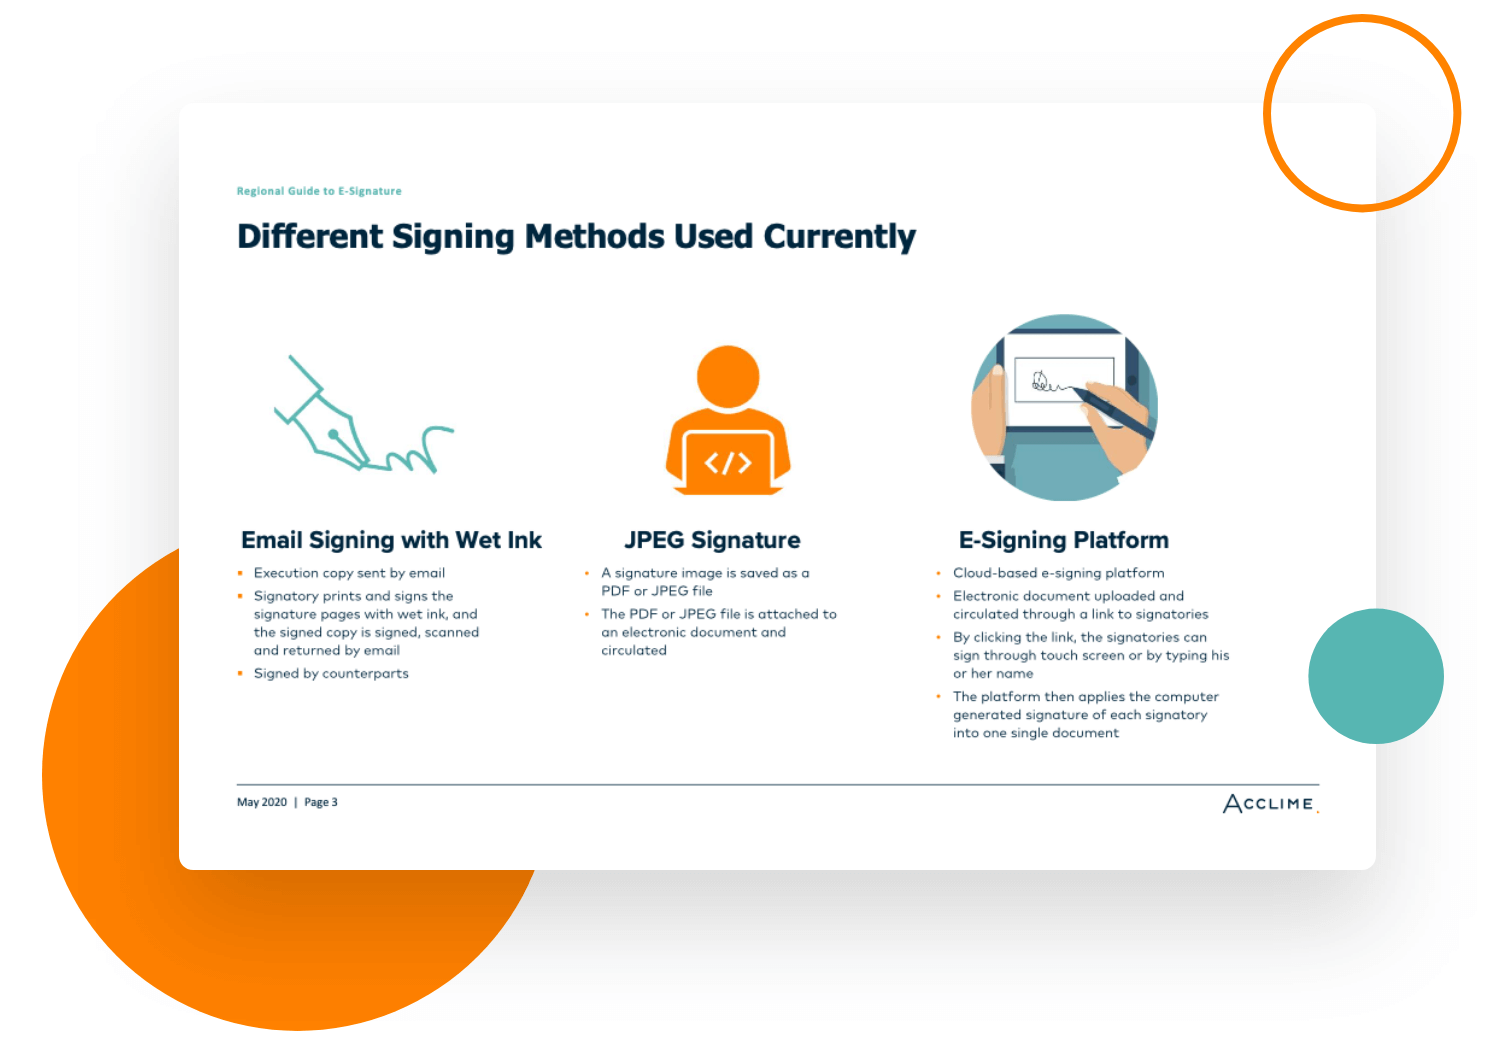 Regional Guide to E-Signature
Different Signing Methods Used Currently
Email Signing with Wet Ink
▪ Execution copy sent by email
▪ Signatory prints and signs the
signature pages with wet ink, and
the signed copy is signed, scanned
and returned by email
▪ Signed by counterparts
</>
JPEG Signature
• A signature image is saved as a
PDF or JPEG file
• The PDF or JPEG file is attached to
an electronic document and
circulated
E-Signing Platform
• Cloud-based e-signing platform
• Electronic document uploaded and
circulated through a link to signatories
• By clicking the link, the signatories can
sign through touch screen or by typing his
or her name
• The platform then applies the computer
generated signature of each signatory
into one single document
May 2020 | Page 3
ACCLIME.